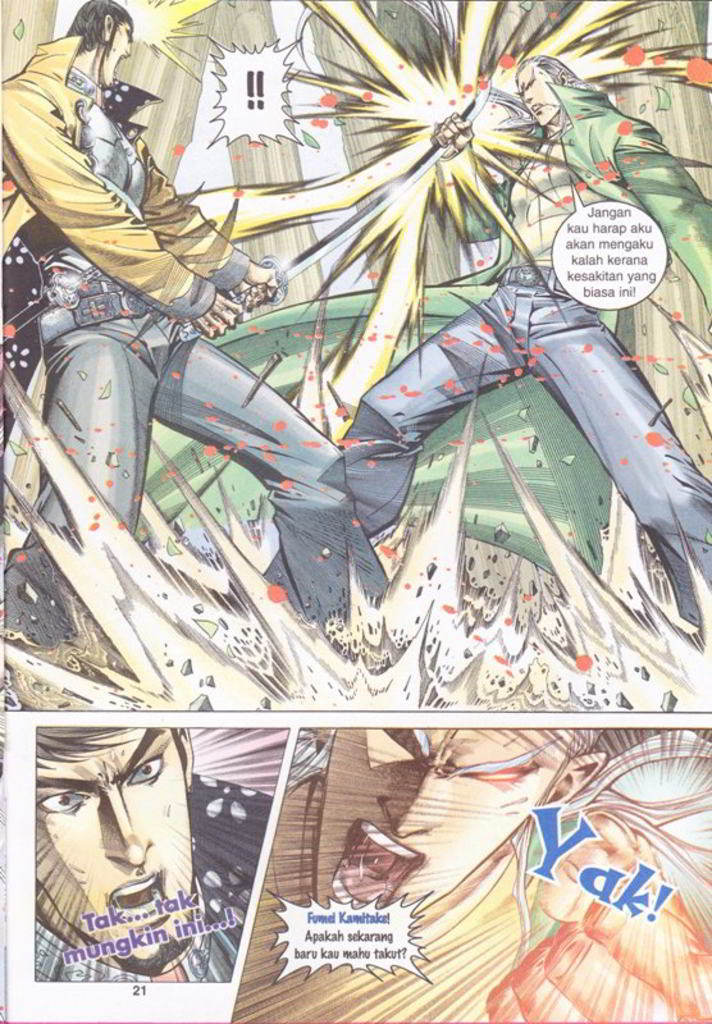 !!
Jangan
kau harap aku
akan mengaku
kalah kerana
kesakitan yang
biasa ini!
Tak....tak
mungkin ini...!
Yak!
Fumei Kamitake!
Apakah sekarang
baru kau mahu takut?
21